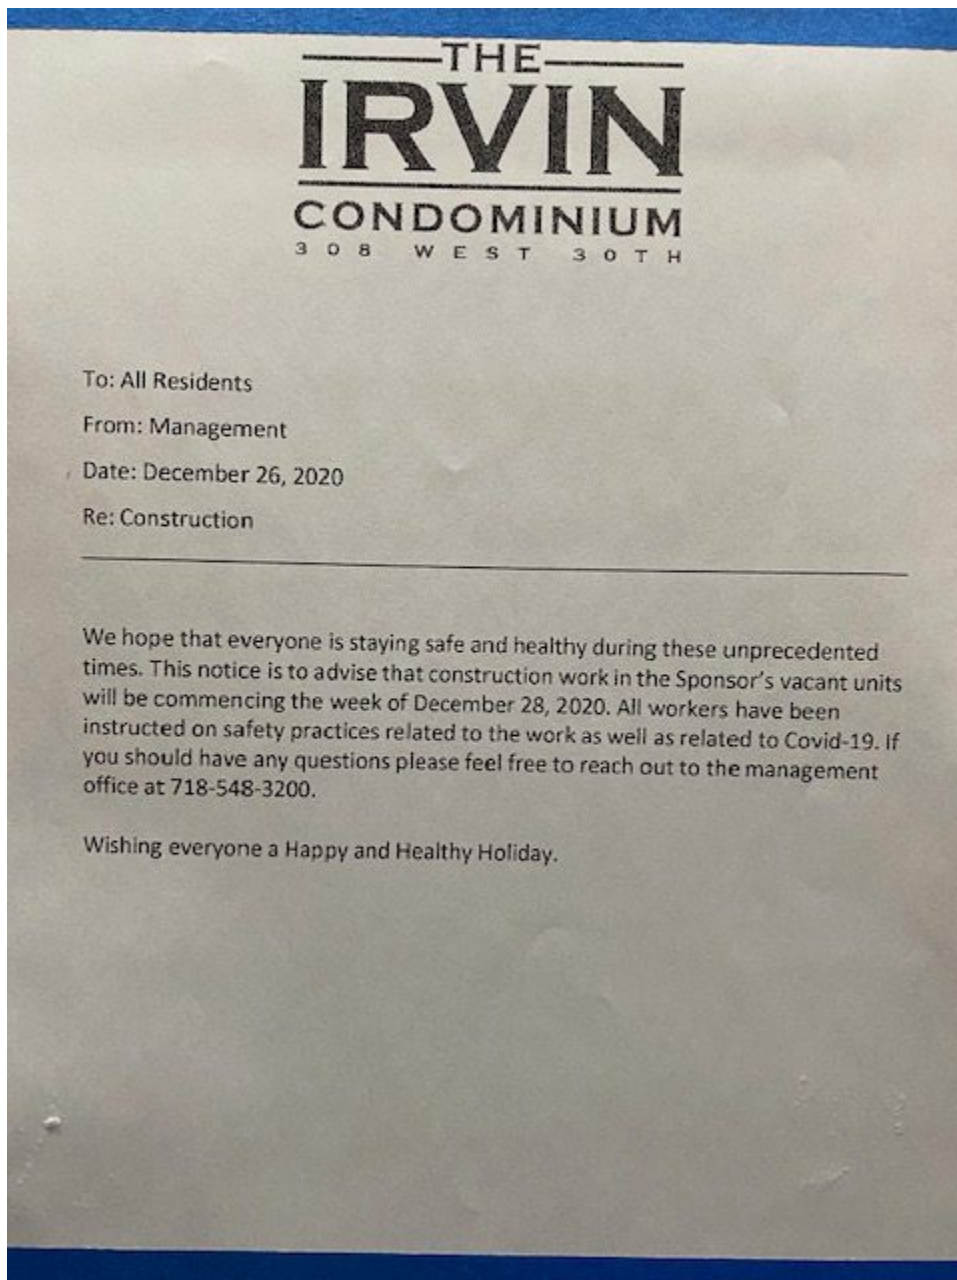 THE
IRVIN
CONDOMINIUM
308 WEST 30TH
To: All Residents
From: Management
Date: December 26, 2020
Re: Construction
We hope that everyone is staying safe and healthy during these unprecedented
times. This notice is to advise that construction work in the Sponsor's vacant units
will be commencing the week of December 28, 2020. All workers have been
instructed on safety practices related to the work as well as related to Covid-19. If
you should have any questions please feel free to reach out to the management
office at 718-548-3200.
Wishing everyone a Happy and Healthy Holiday.